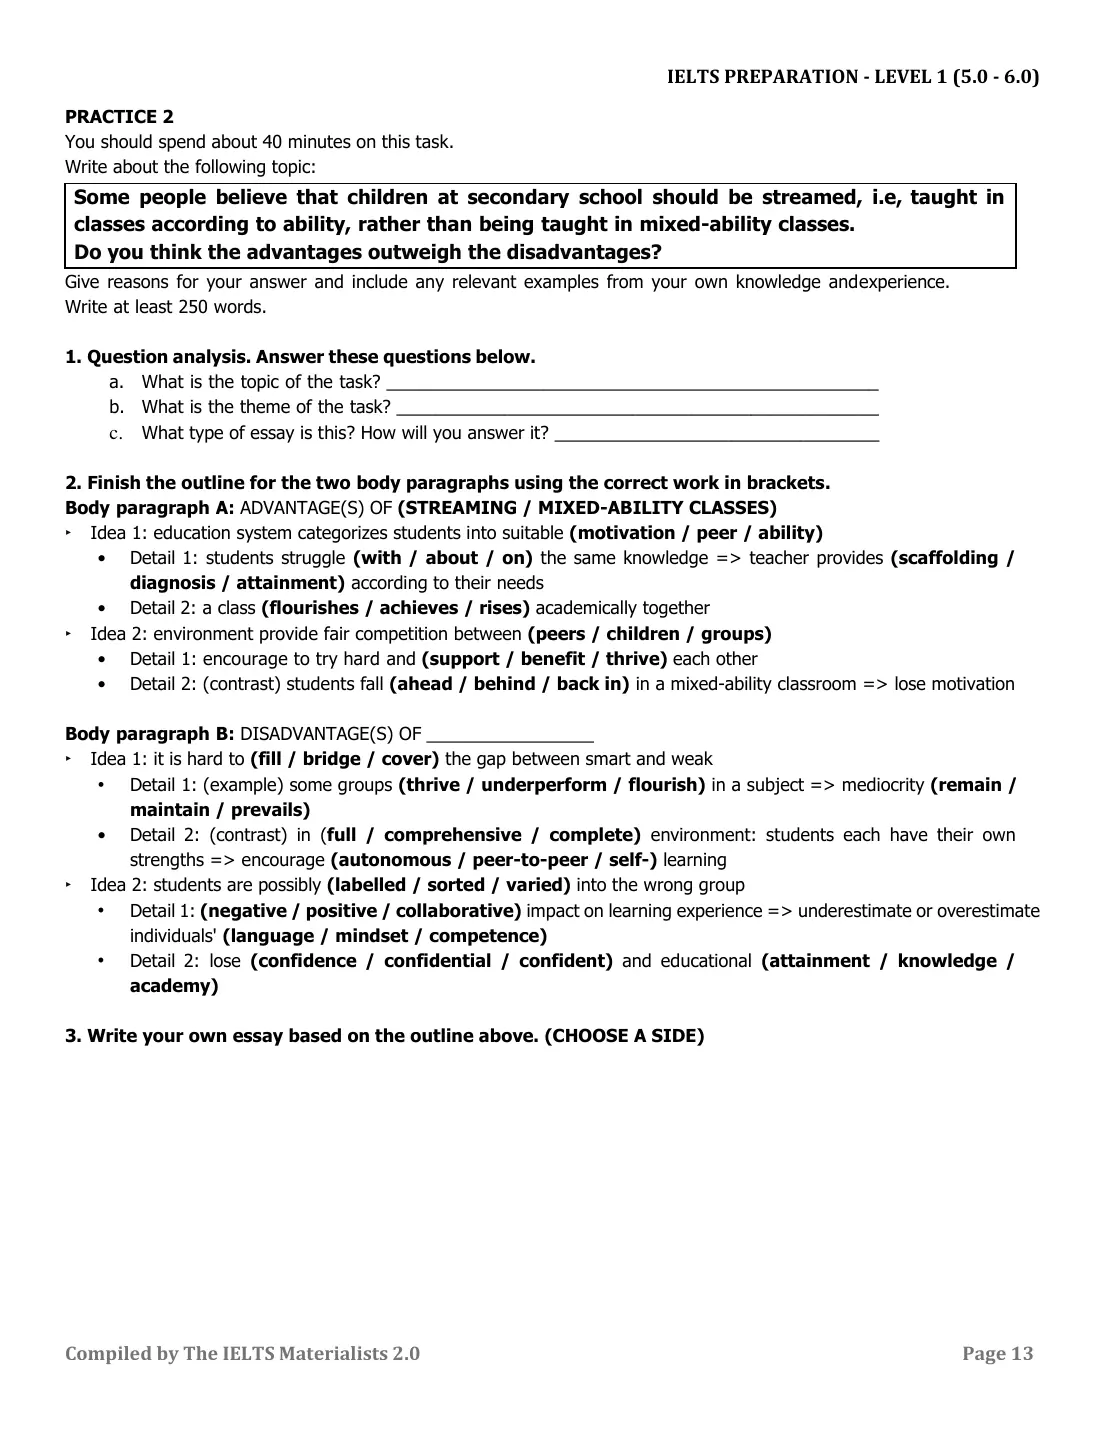 IELTS PREPARATION - LEVEL 1 (5.0 - 6.0)
PRACTICE 2
You should spend about 40 minutes on this task.
Write about the following topic:
Some people believe that children at secondary school should be streamed, i.e, taught in
classes according to ability, rather than being taught in mixed-ability classes.
Do you think the advantages outweigh the disadvantages?
Give reasons for your answer and include any relevant examples from your own knowledge andexperience.
Write at least 250 words.
1. Question analysis. Answer these questions below.
a. What is the topic of the task? ____________________________________________________
b. What is the theme of the task? ___________________________________________________
c. What type of essay is this? How will you answer it? __________________________________
2. Finish the outline for the two body paragraphs using the correct work in brackets.
Body paragraph A: ADVANTAGE(S) OF (STREAMING / MIXED-ABILITY CLASSES)
‣ Idea 1: education system categorizes students into suitable (motivation / peer / ability)
• Detail 1: students struggle (with / about / on) the same knowledge => teacher provides (scaffolding /
diagnosis / attainment) according to their needs
• Detail 2: a class (flourishes / achieves / rises) academically together
‣ Idea 2: environment provide fair competition between (peers / children / groups)
• Detail 1: encourage to try hard and (support / benefit / thrive) each other
• Detail 2: (contrast) students fall (ahead / behind / back in) in a mixed-ability classroom => lose motivation
Body paragraph B: DISADVANTAGE(S) OF __________________
‣ Idea 1: it is hard to (fill / bridge / cover) the gap between smart and weak
• Detail 1: (example) some groups (thrive / underperform / flourish) in a subject => mediocrity (remain /
maintain / prevails)
• Detail 2: (contrast) in (full / comprehensive / complete) environment: students each have their own
strengths => encourage (autonomous / peer-to-peer / self-) learning
‣ Idea 2: students are possibly (labelled / sorted / varied) into the wrong group
• Detail 1: (negative / positive / collaborative) impact on learning experience => underestimate or overestimate
individuals' (language / mindset / competence)
• Detail 2: lose (confidence / confidential / confident) and educational (attainment / knowledge /
academy)
3. Write your own essay based on the outline above. (CHOOSE A SIDE)
Compiled by The IELTS Materialists 2.0 Page 13